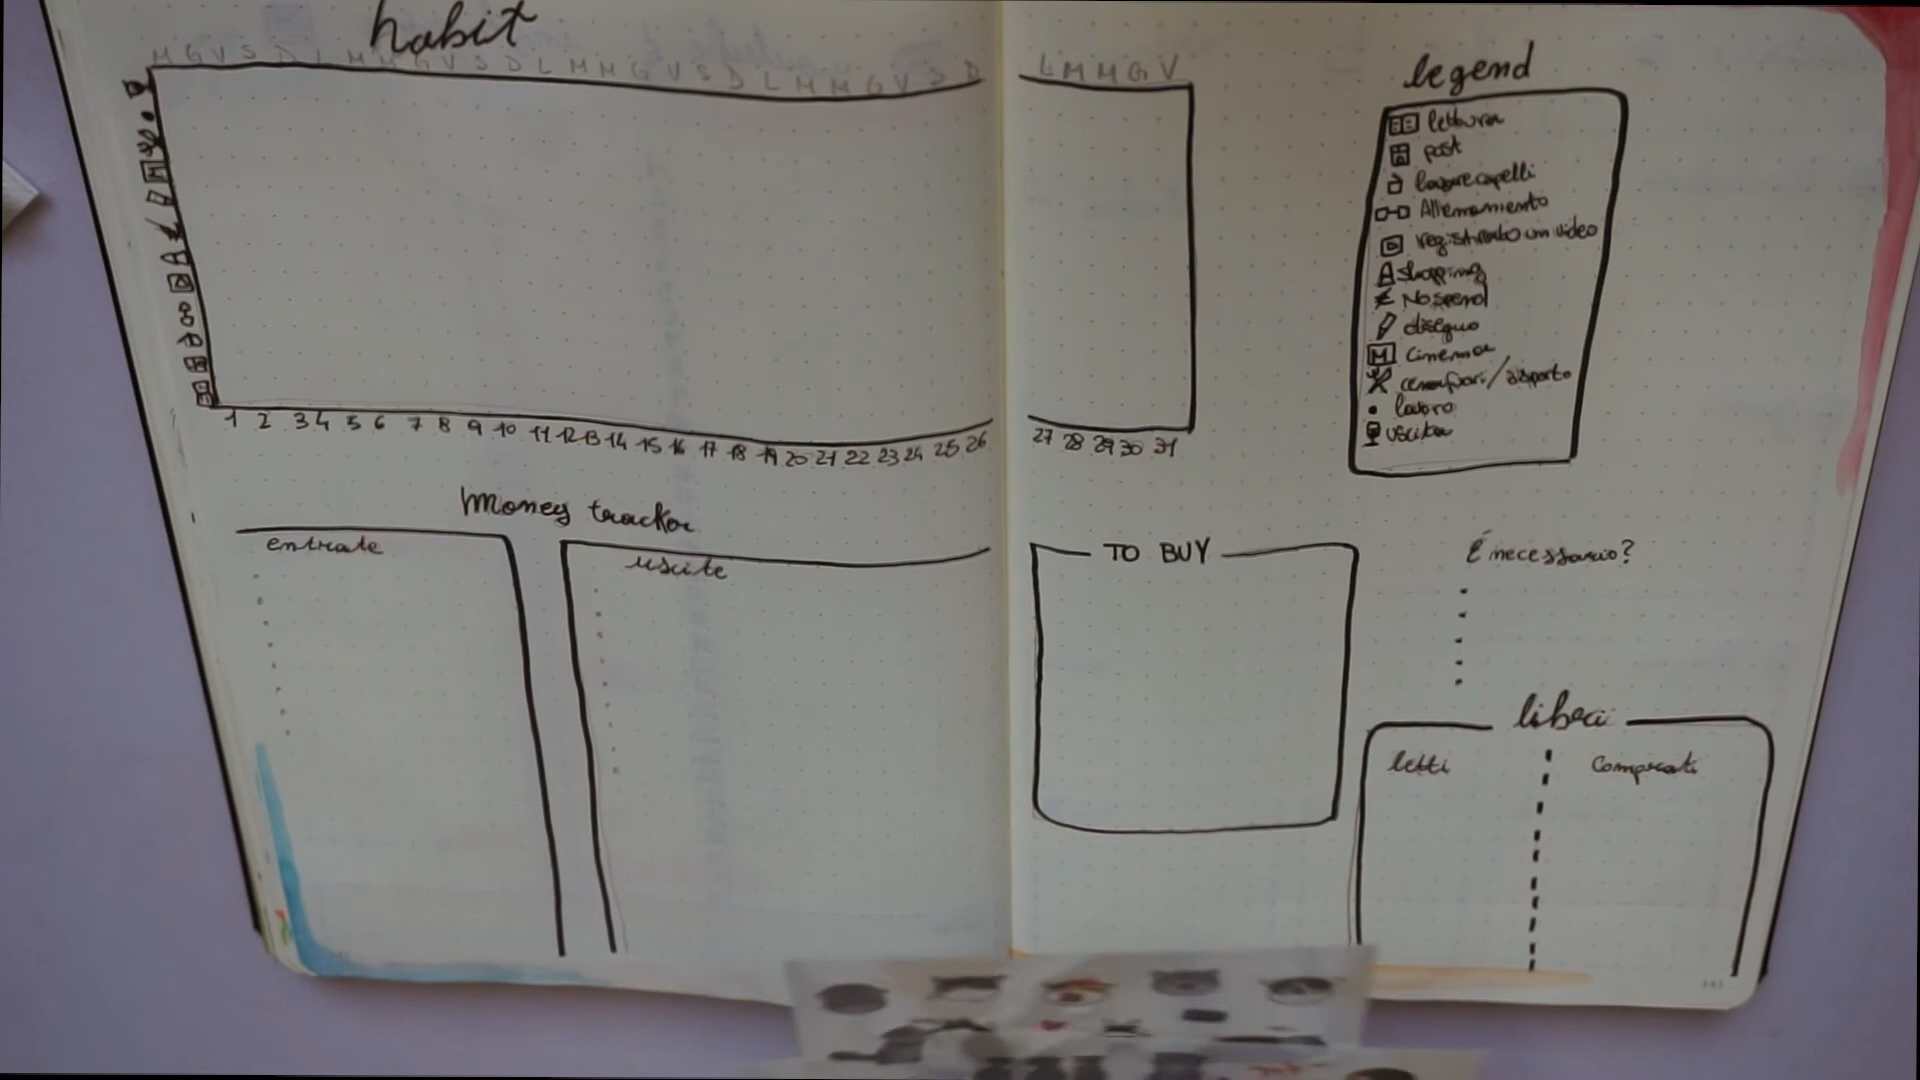 habit
M G V S D L M M G V S D L M M G V S D L M M G V S D L M M G V
1 2 3 4 5 6 7 8 9 10 11 12 13 14 15 16 17 18 19 20 21 22 23 24 25 26 27 28 29 30 31
legend
lettura
post
lavare capelli
Allenamento
registrato un video
shopping
No spend
disegno
M Cinema
cena fuori/asporto
lavoro
uscita
Money tracker
entrate
uscite
TO BUY
É necessario?
libri
letti
Comprati